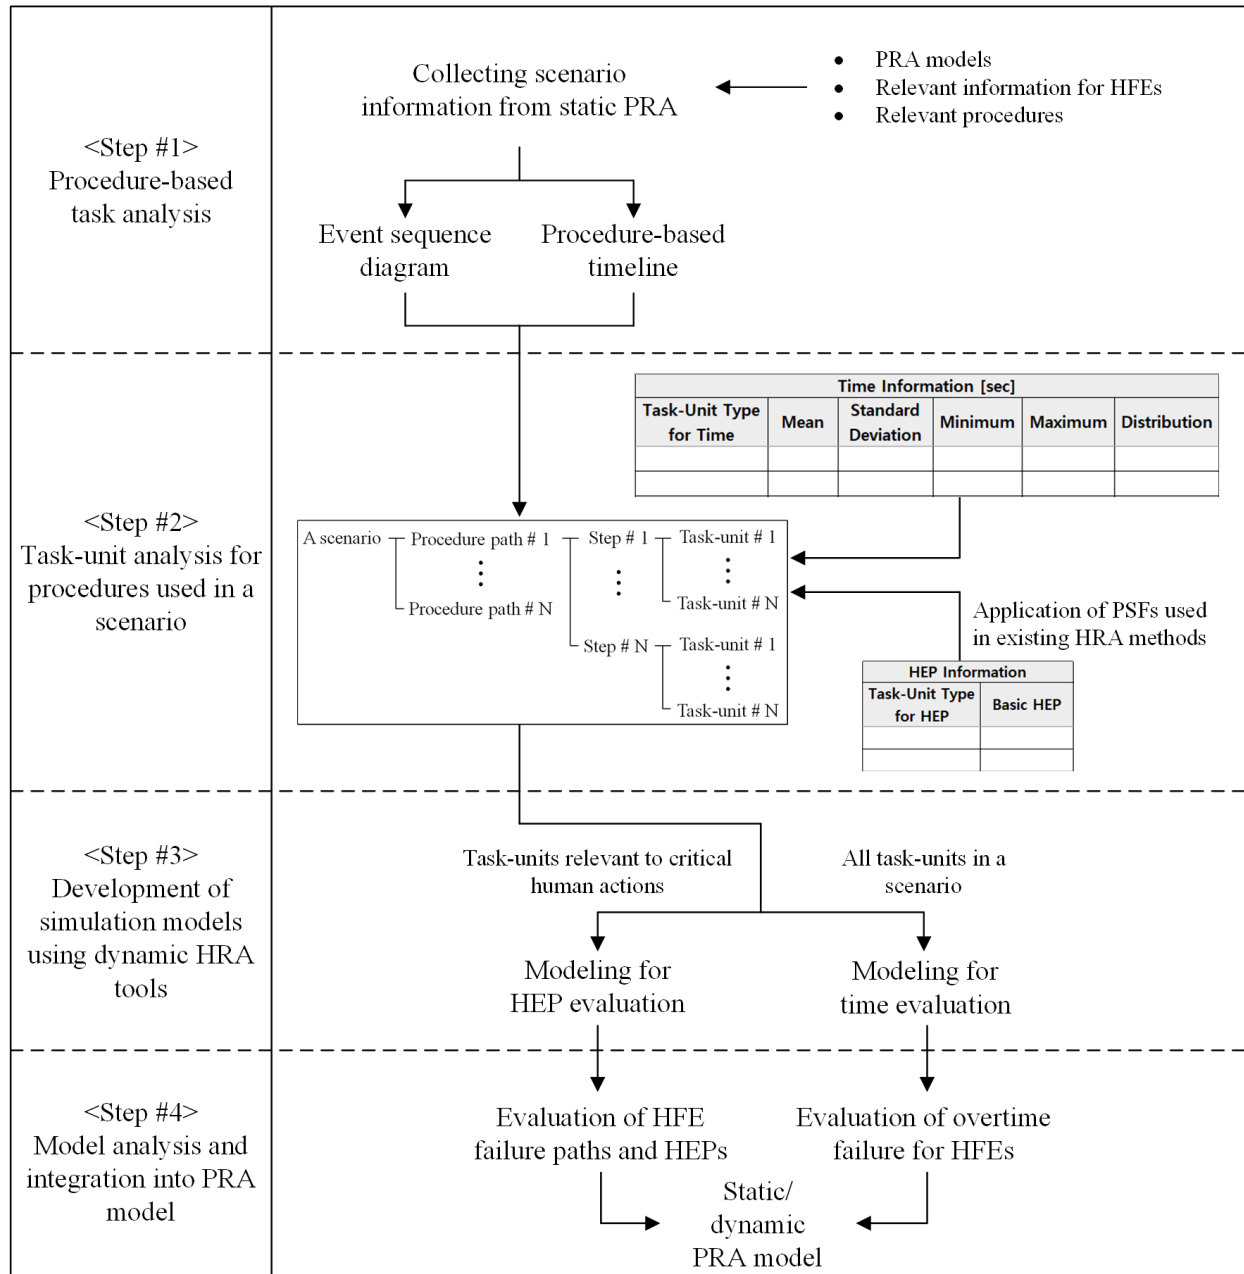 <Step #1>
Procedure-based
task analysis
Collecting scenario
information from static PRA
● PRA models
● Relevant information for HFEs
● Relevant procedures
Event sequence
diagram
Procedure-based
timeline
<Step #2>
Task-unit analysis for
procedures used in a
scenario
Time Information [sec]
Task-Unit Type
for Time
Mean
Standard
Deviation
Minimum
Maximum
Distribution
A scenario
Procedure path # 1
Procedure path # N
Step # 1
Step # N
Task-unit # 1
Task-unit # N
Task-unit # 1
Task-unit # N
Application of PSFs used
in existing HRA methods
HEP Information
Task-Unit Type
for HEP
Basic HEP
<Step #3>
Development of
simulation models
using dynamic HRA
tools
Task-units relevant to critical
human actions
All task-units in a
scenario
Modeling for
HEP evaluation
Modeling for
time evaluation
<Step #4>
Model analysis and
integration into PRA
model
Evaluation of HFE
failure paths and HEPs
Evaluation of overtime
failure for HFEs
Static/
dynamic
PRA model